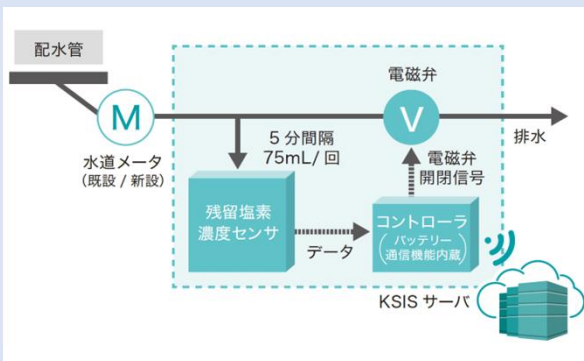 配水管
M
水道メータ
(既設 / 新設)
5 分間隔
75mL/ 回
残留塩素
濃度センサ
データ
電磁弁
V
排水
電磁弁
開閉信号
コントローラ
(バッテリー
通信機能内蔵)
KSIS サーバ